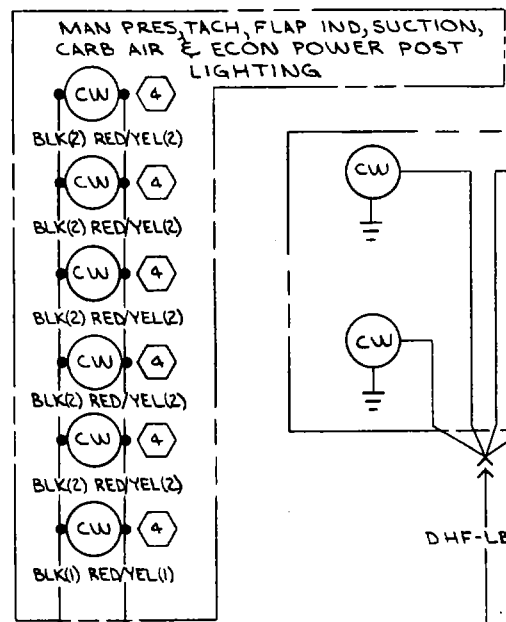 MAN PRES, TACH, FLAP IND, SUCTION,
CARB AIR & ECON POWER POST
LIGHTING
CW 4
BLK(2) RED/YEL(2)
CW 4
BLK(2) RED/YEL(2)
CW 4
BLK(2) RED/YEL(2)
CW 4
BLK(2) RED/YEL(2)
CW 4
BLK(2) RED/YEL(2)
CW 4
BLK(1) RED/YEL(1)
CW
CW
DHF-LB